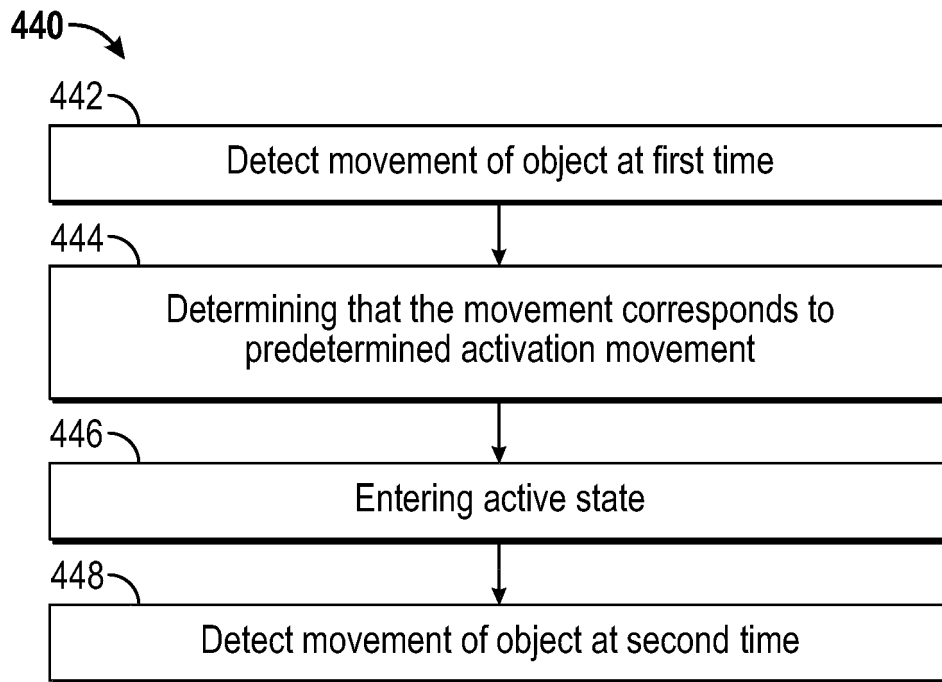 440
442
Detect movement of object at first time
444
Determining that the movement corresponds to
predetermined activation movement
446
Entering active state
448
Detect movement of object at second time